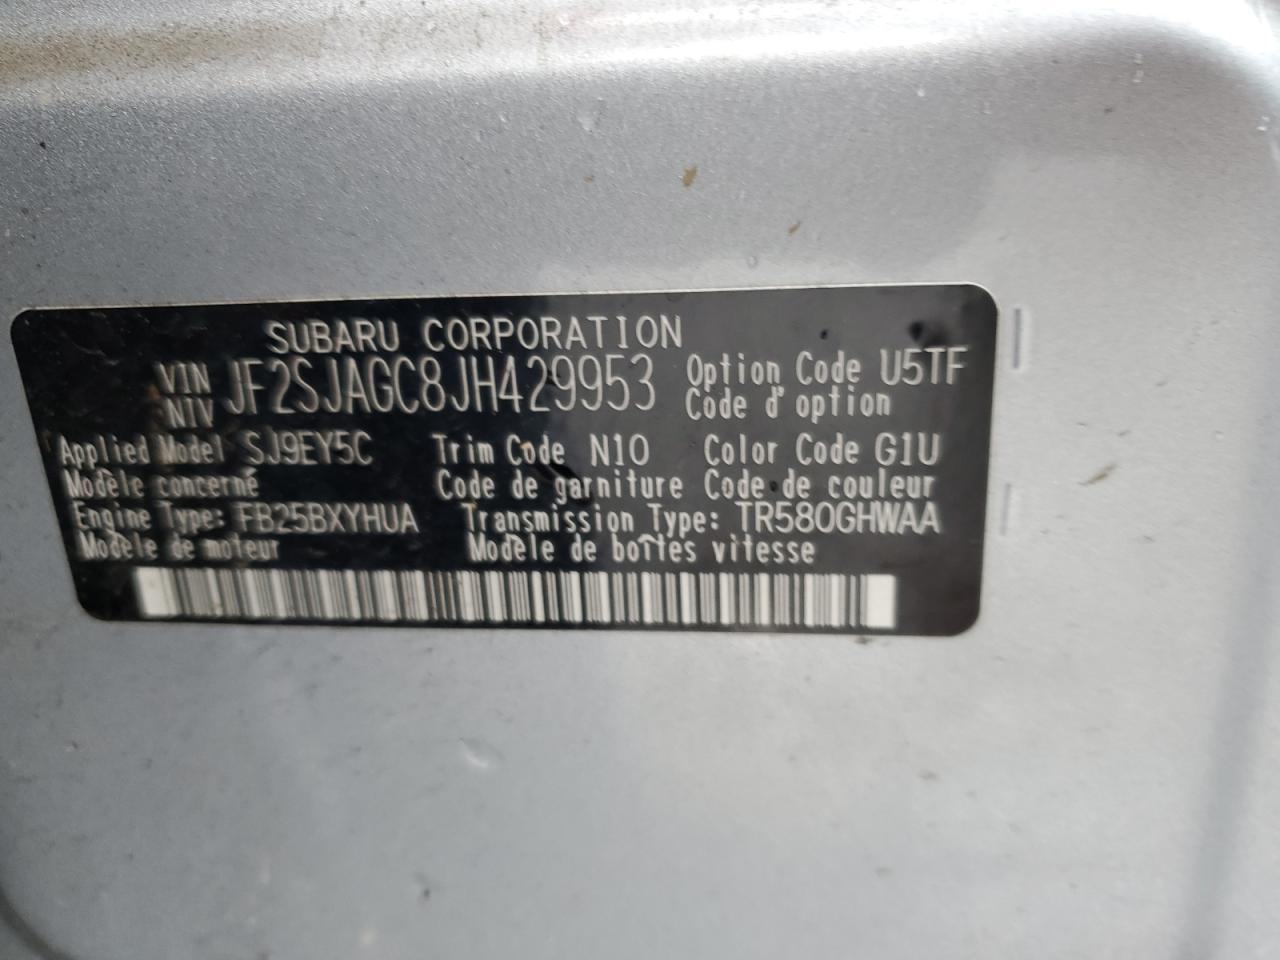 SUBARU CORPORATION
VIN
NIV
JF2SJAGC8JH429953
Option Code U5TF
Code d'option
Applied Model SJ9EY5C Trim Code N10 Color Code G1U
Modèle concerné Code de garniture Code de couleur
Engine Type: FB25BXYHUA Transmission Type: TR580GHWAA
Modèle de moteur Modèle de boîtes vitesse